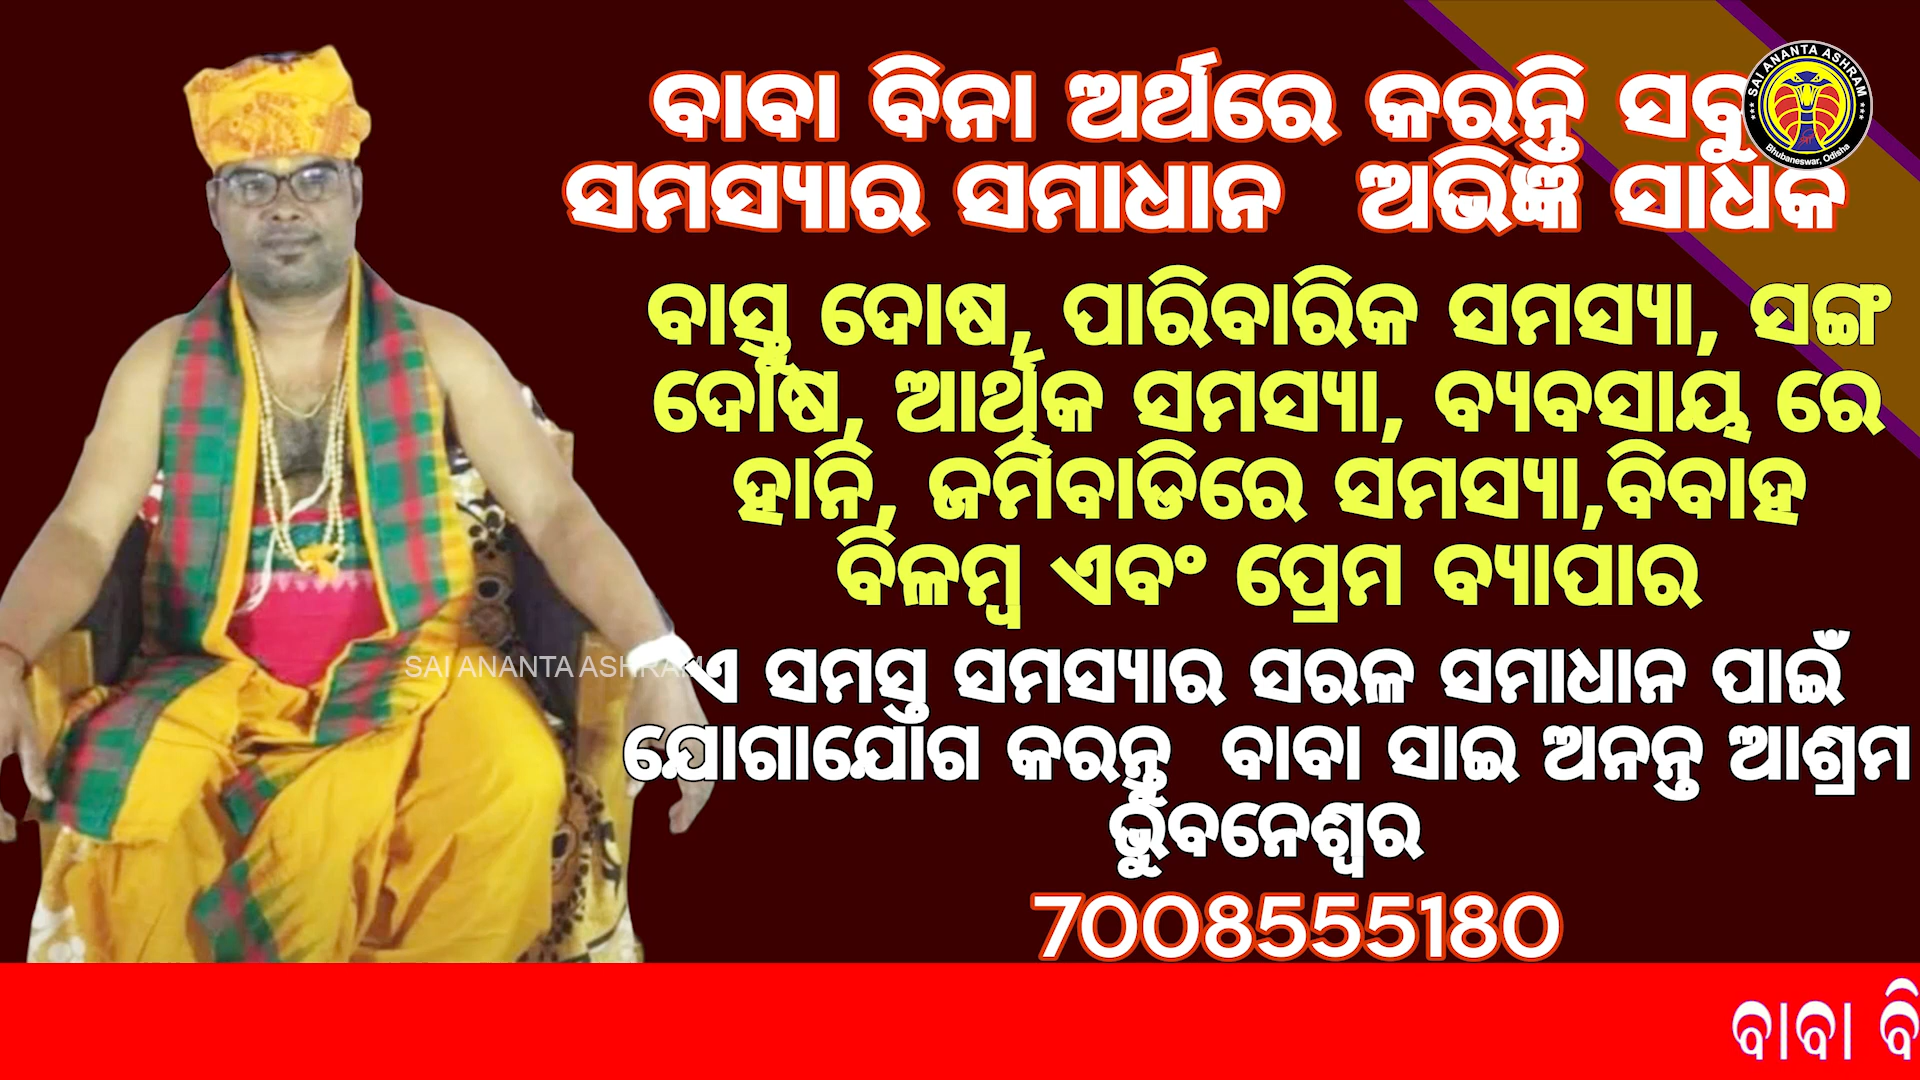 ବାବା ବିନା ଅର୍ଥରେ କରନ୍ତି ସବୁ
ସମସ୍ୟାର ସମାଧାନ ଅଭିଜ୍ଞ ସାଧକ
SAI ANANTA ASHRAM
Bhubaneswar, Odisha
ବାସ୍ତୁ ଦୋଷ, ପାରିବାରିକ ସମସ୍ୟା, ସଙ୍ଗ
ଦୋଷ, ଆର୍ଥିକ ସମସ୍ୟା, ବ୍ୟବସାୟ ରେ
ହାନି, ଜମିବାଡିରେ ସମସ୍ୟା,ବିବାହ
ବିଳମ୍ବ ଏବଂ ପ୍ରେମ ବ୍ୟାପାର
SAI ANANTA ASHRAM
ଏ ସମସ୍ତ ସମସ୍ୟାର ସରଳ ସମାଧାନ ପାଇଁ
ଯୋଗାଯୋଗ କରନ୍ତୁ ବାବା ସାଇ ଅନନ୍ତ ଆଶ୍ରମ
ଭୁବନେଶ୍ୱର
7008555180
ବାବା ବି